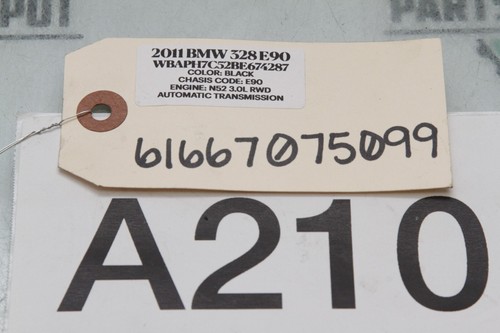 PART
2011 BMW 328 E90
WBAPH7C52BE674287
COLOR: BLACK
CHASIS CODE: E90
ENGINE: N52 3.0L RWD
AUTOMATIC TRANSMISSION
61667075099
A210